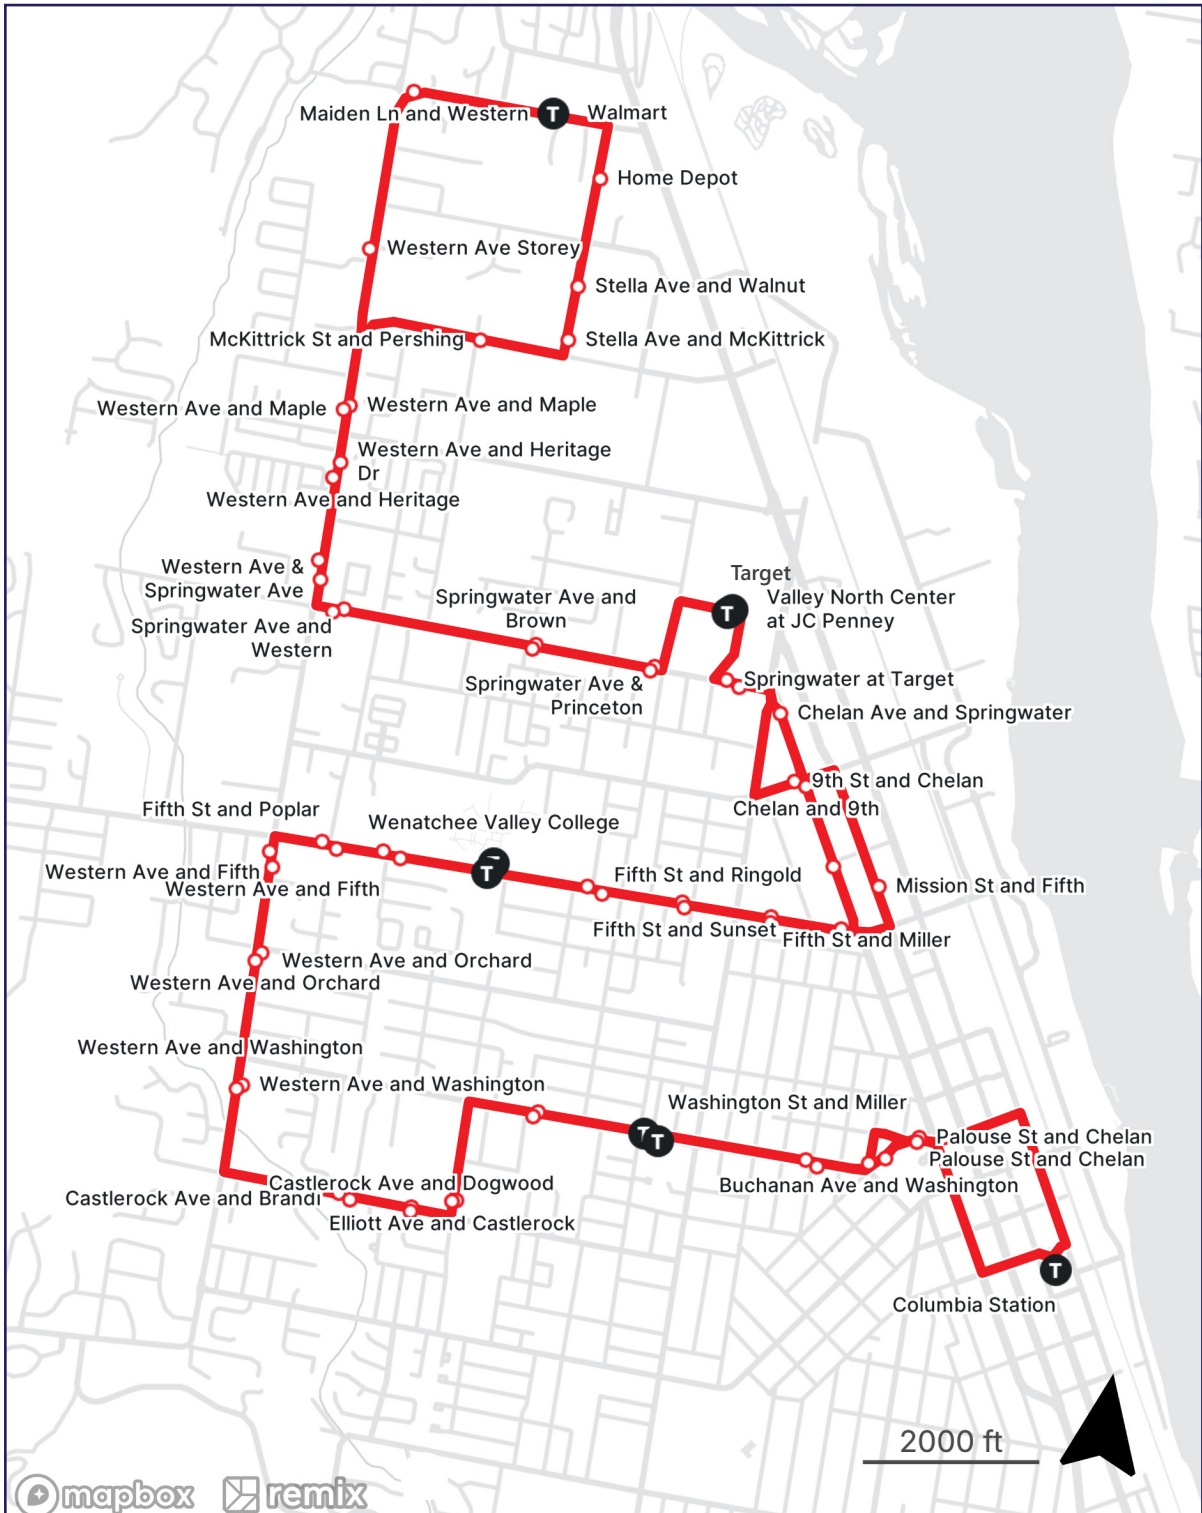 Maiden Ln and Western
T
Walmart
Home Depot
Western Ave Storey
Stella Ave and Walnut
McKittrick St and Pershing
Stella Ave and McKittrick
Western Ave and Maple
Western Ave and Maple
Western Ave and Heritage
Dr
Western Ave and Heritage
Western Ave &
Springwater Ave
Springwater Ave and
Western
Springwater Ave and
Brown
Springwater Ave &
Princeton
Target
T
Valley North Center
at JC Penney
Springwater at Target
Chelan Ave and Springwater
9th St and Chelan
Chelan and 9th
Fifth St and Poplar
Wenatchee Valley College
T
Western Ave and Fifth
Western Ave and Fifth
Fifth St and Ringold
Mission St and Fifth
Fifth St and Sunset
Fifth St and Miller
Western Ave and Orchard
Western Ave and Orchard
Western Ave and Washington
Western Ave and Washington
Washington St and Miller
T
T
Palouse St and Chelan
Palouse St and Chelan
Castlerock Ave and Dogwood
Castlerock Ave and Brandi
Buchanan Ave and Washington
Elliott Ave and Castlerock
T
Columbia Station
2000 ft
mapbox
remix